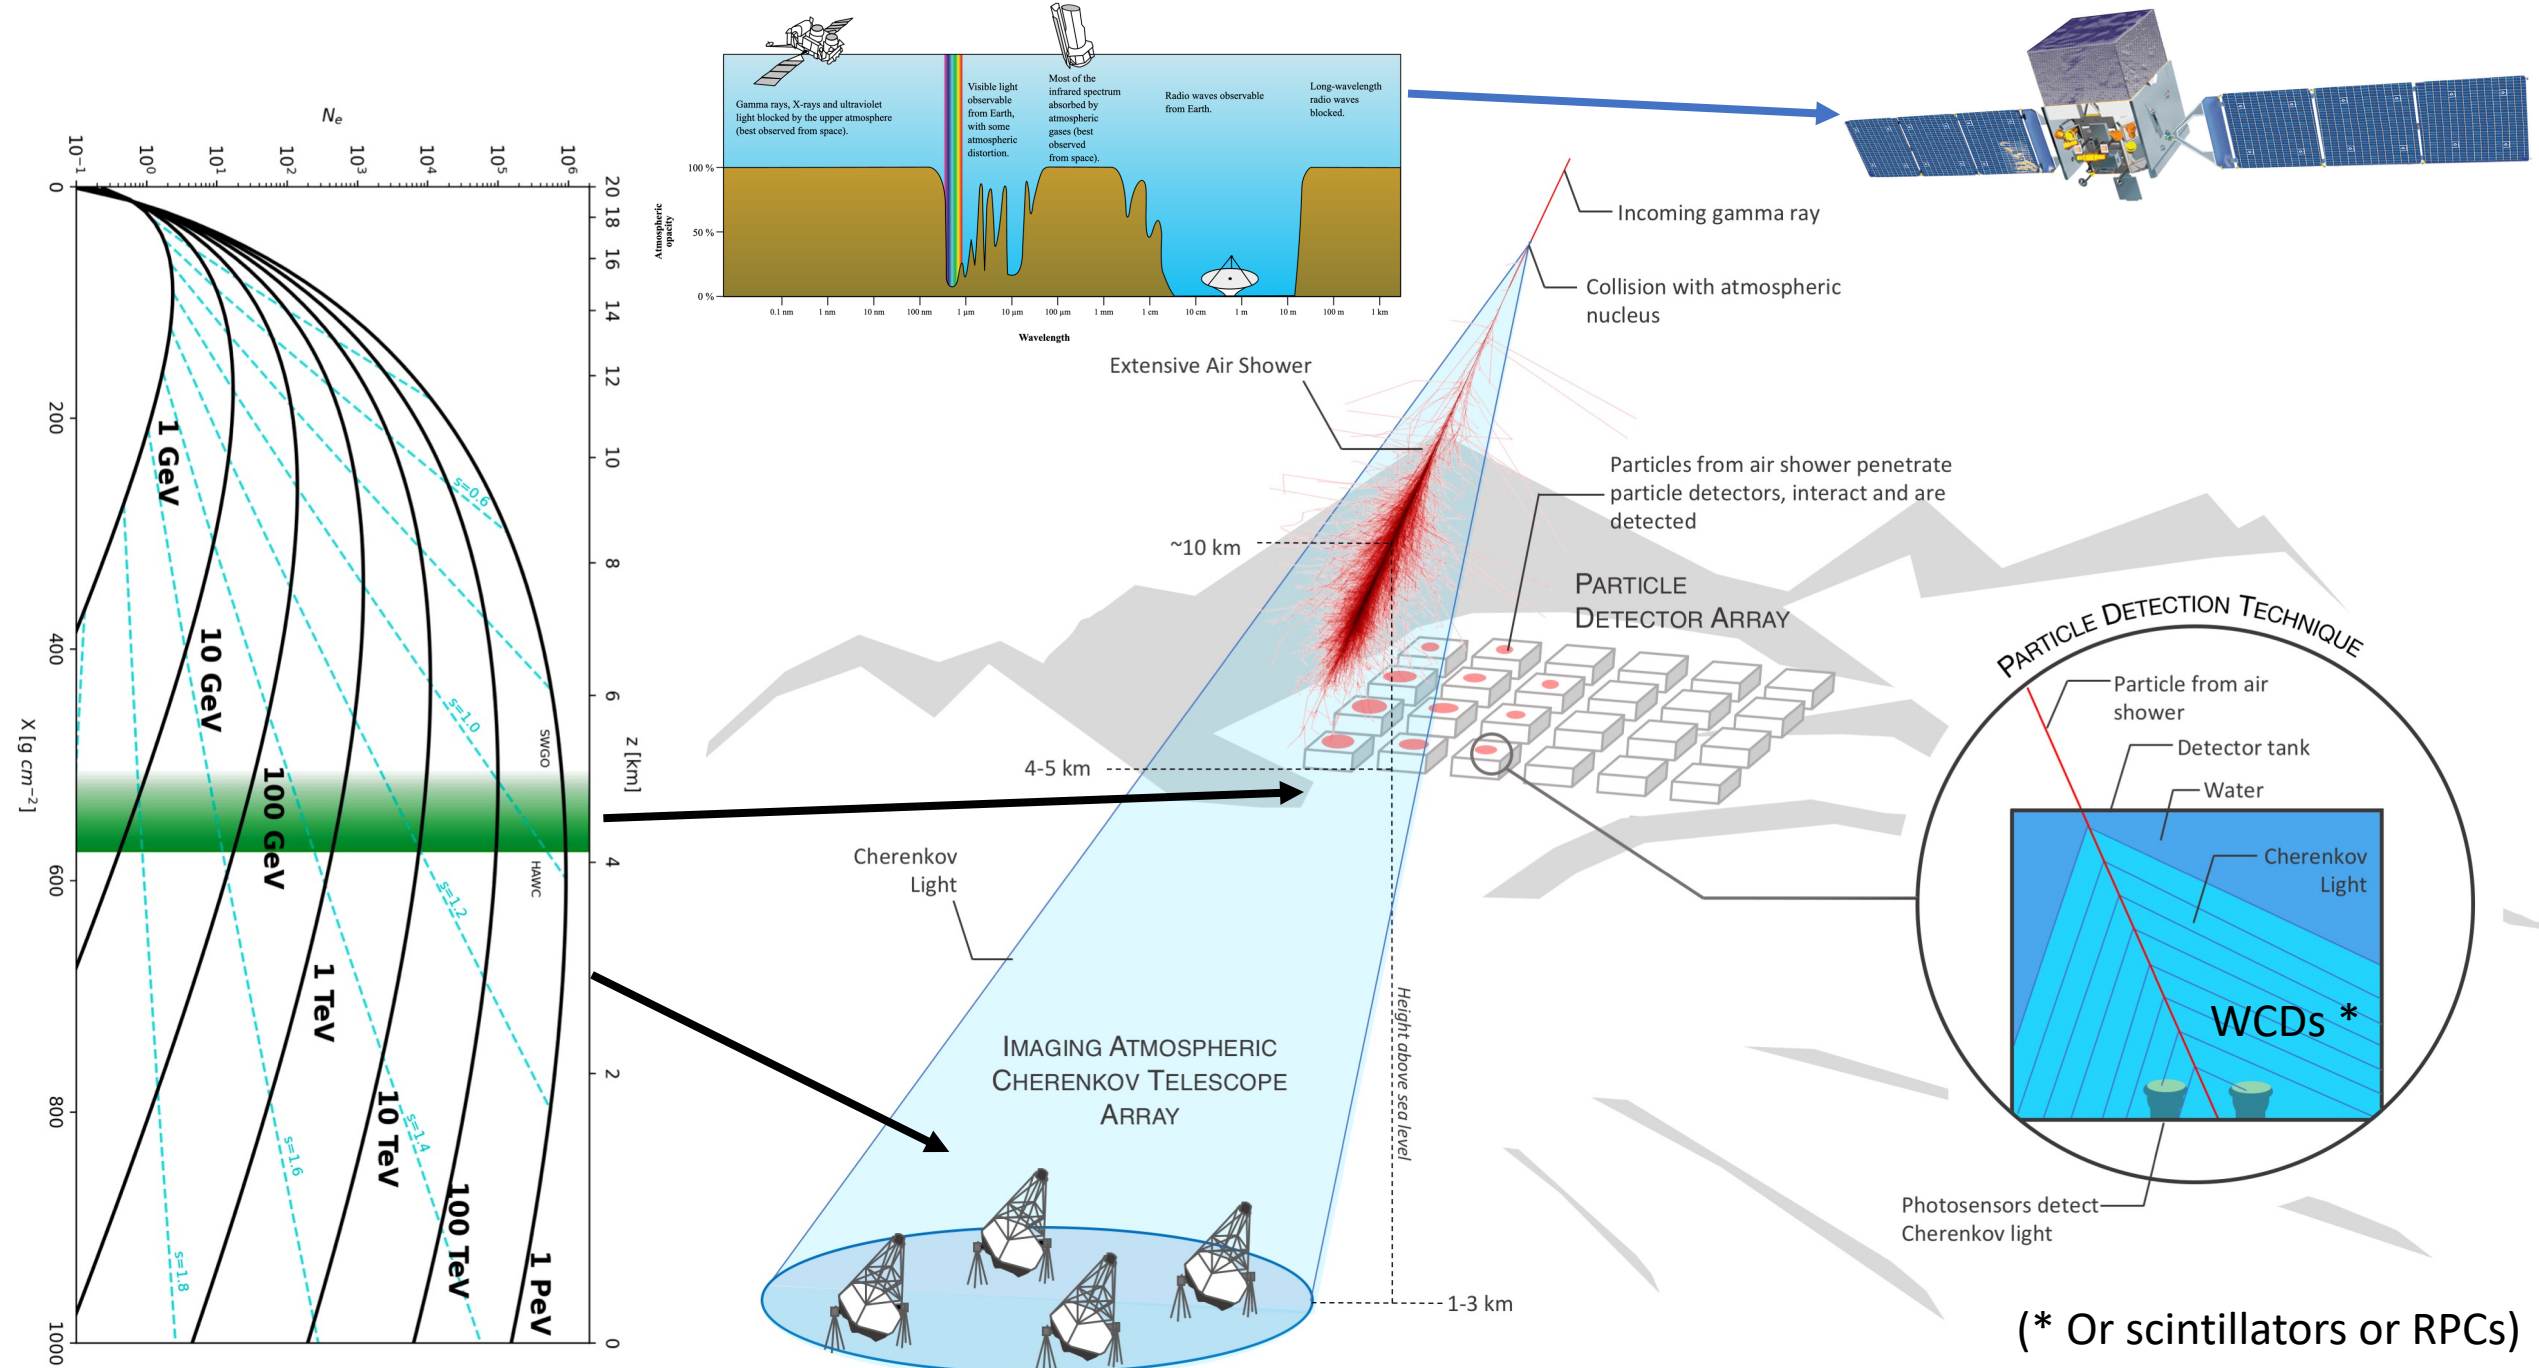 Nₑ
10⁻¹
10⁰
10¹
10²
10³
10⁴
10⁵
10⁶
0
200
400
600
800
1000
X [g cm⁻²]
20
18
16
14
12
10
8
6
4
2
0
z [km]
1 GeV
10 GeV
100 GeV
1 TeV
10 TeV
100 TeV
1 PeV
s=0.6
s=1.0
s=1.2
s=1.4
s=1.6
s=1.8
SWGO
HAWC
Gamma rays, X-rays and ultraviolet
light blocked by the upper atmosphere
(best observed from space).
Visible light
observable
from Earth,
with some
atmospheric
distortion.
Most of the
infrared spectrum
absorbed by
atmospheric
gases (best
observed
from space).
Radio waves observable
from Earth.
Long-wavelength
radio waves
blocked.
Atmospheric
opacity
100 %
50 %
0 %
0.1 nm
1 nm
10 nm
100 nm
1 µm
10 µm
100 µm
1 mm
1 cm
10 cm
1 m
10 m
100 m
1 km
Wavelength
Incoming gamma ray
Collision with atmospheric
nucleus
Extensive Air Shower
Particles from air shower penetrate
particle detectors, interact and are
detected
~10 km
PARTICLE
DETECTOR ARRAY
4-5 km
Cherenkov
Light
Height above sea level
IMAGING ATMOSPHERIC
CHERENKOV TELESCOPE
ARRAY
1-3 km
PARTICLE DETECTION TECHNIQUE
Particle from air
shower
Detector tank
Water
Cherenkov
Light
WCDs *
Photosensors detect
Cherenkov light
(* Or scintillators or RPCs)